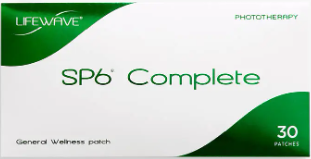 LIFEWAVE®
PHOTOTHERAPY
SP6® Complete
General Wellness patch
30
PATCHES